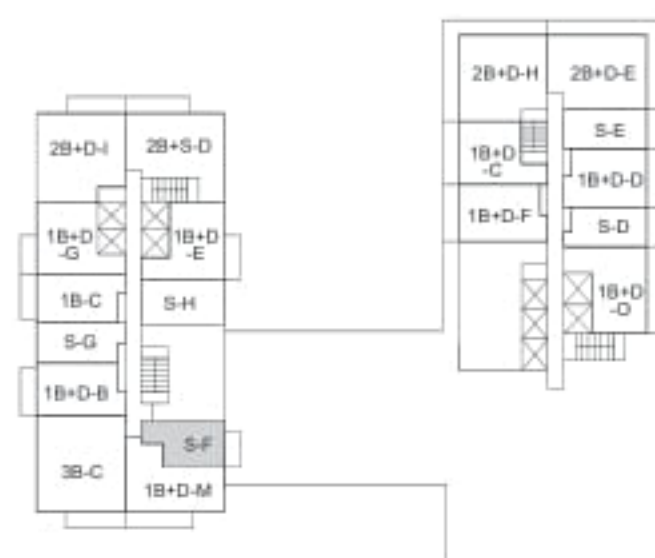 2B+D-H
2B+D-E
S-E
1B+D
-C
1B+D-D
1B+D-F
S-D
1B+D
-O
2B+D-I
2B+S-D
1B+D
-G
1B+D
-E
1B-C
S-H
S-G
1B+D-B
S-F
3B-C
1B+D-M